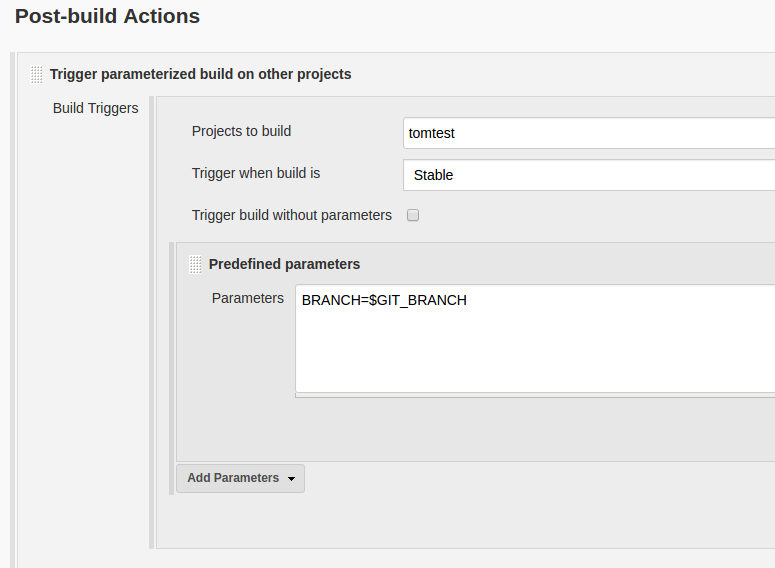 Post-build Actions
Trigger parameterized build on other projects
Build Triggers
Projects to build
tomtest
Trigger when build is
Stable
Trigger build without parameters
Predefined parameters
Parameters
BRANCH=$GIT_BRANCH
Add Parameters